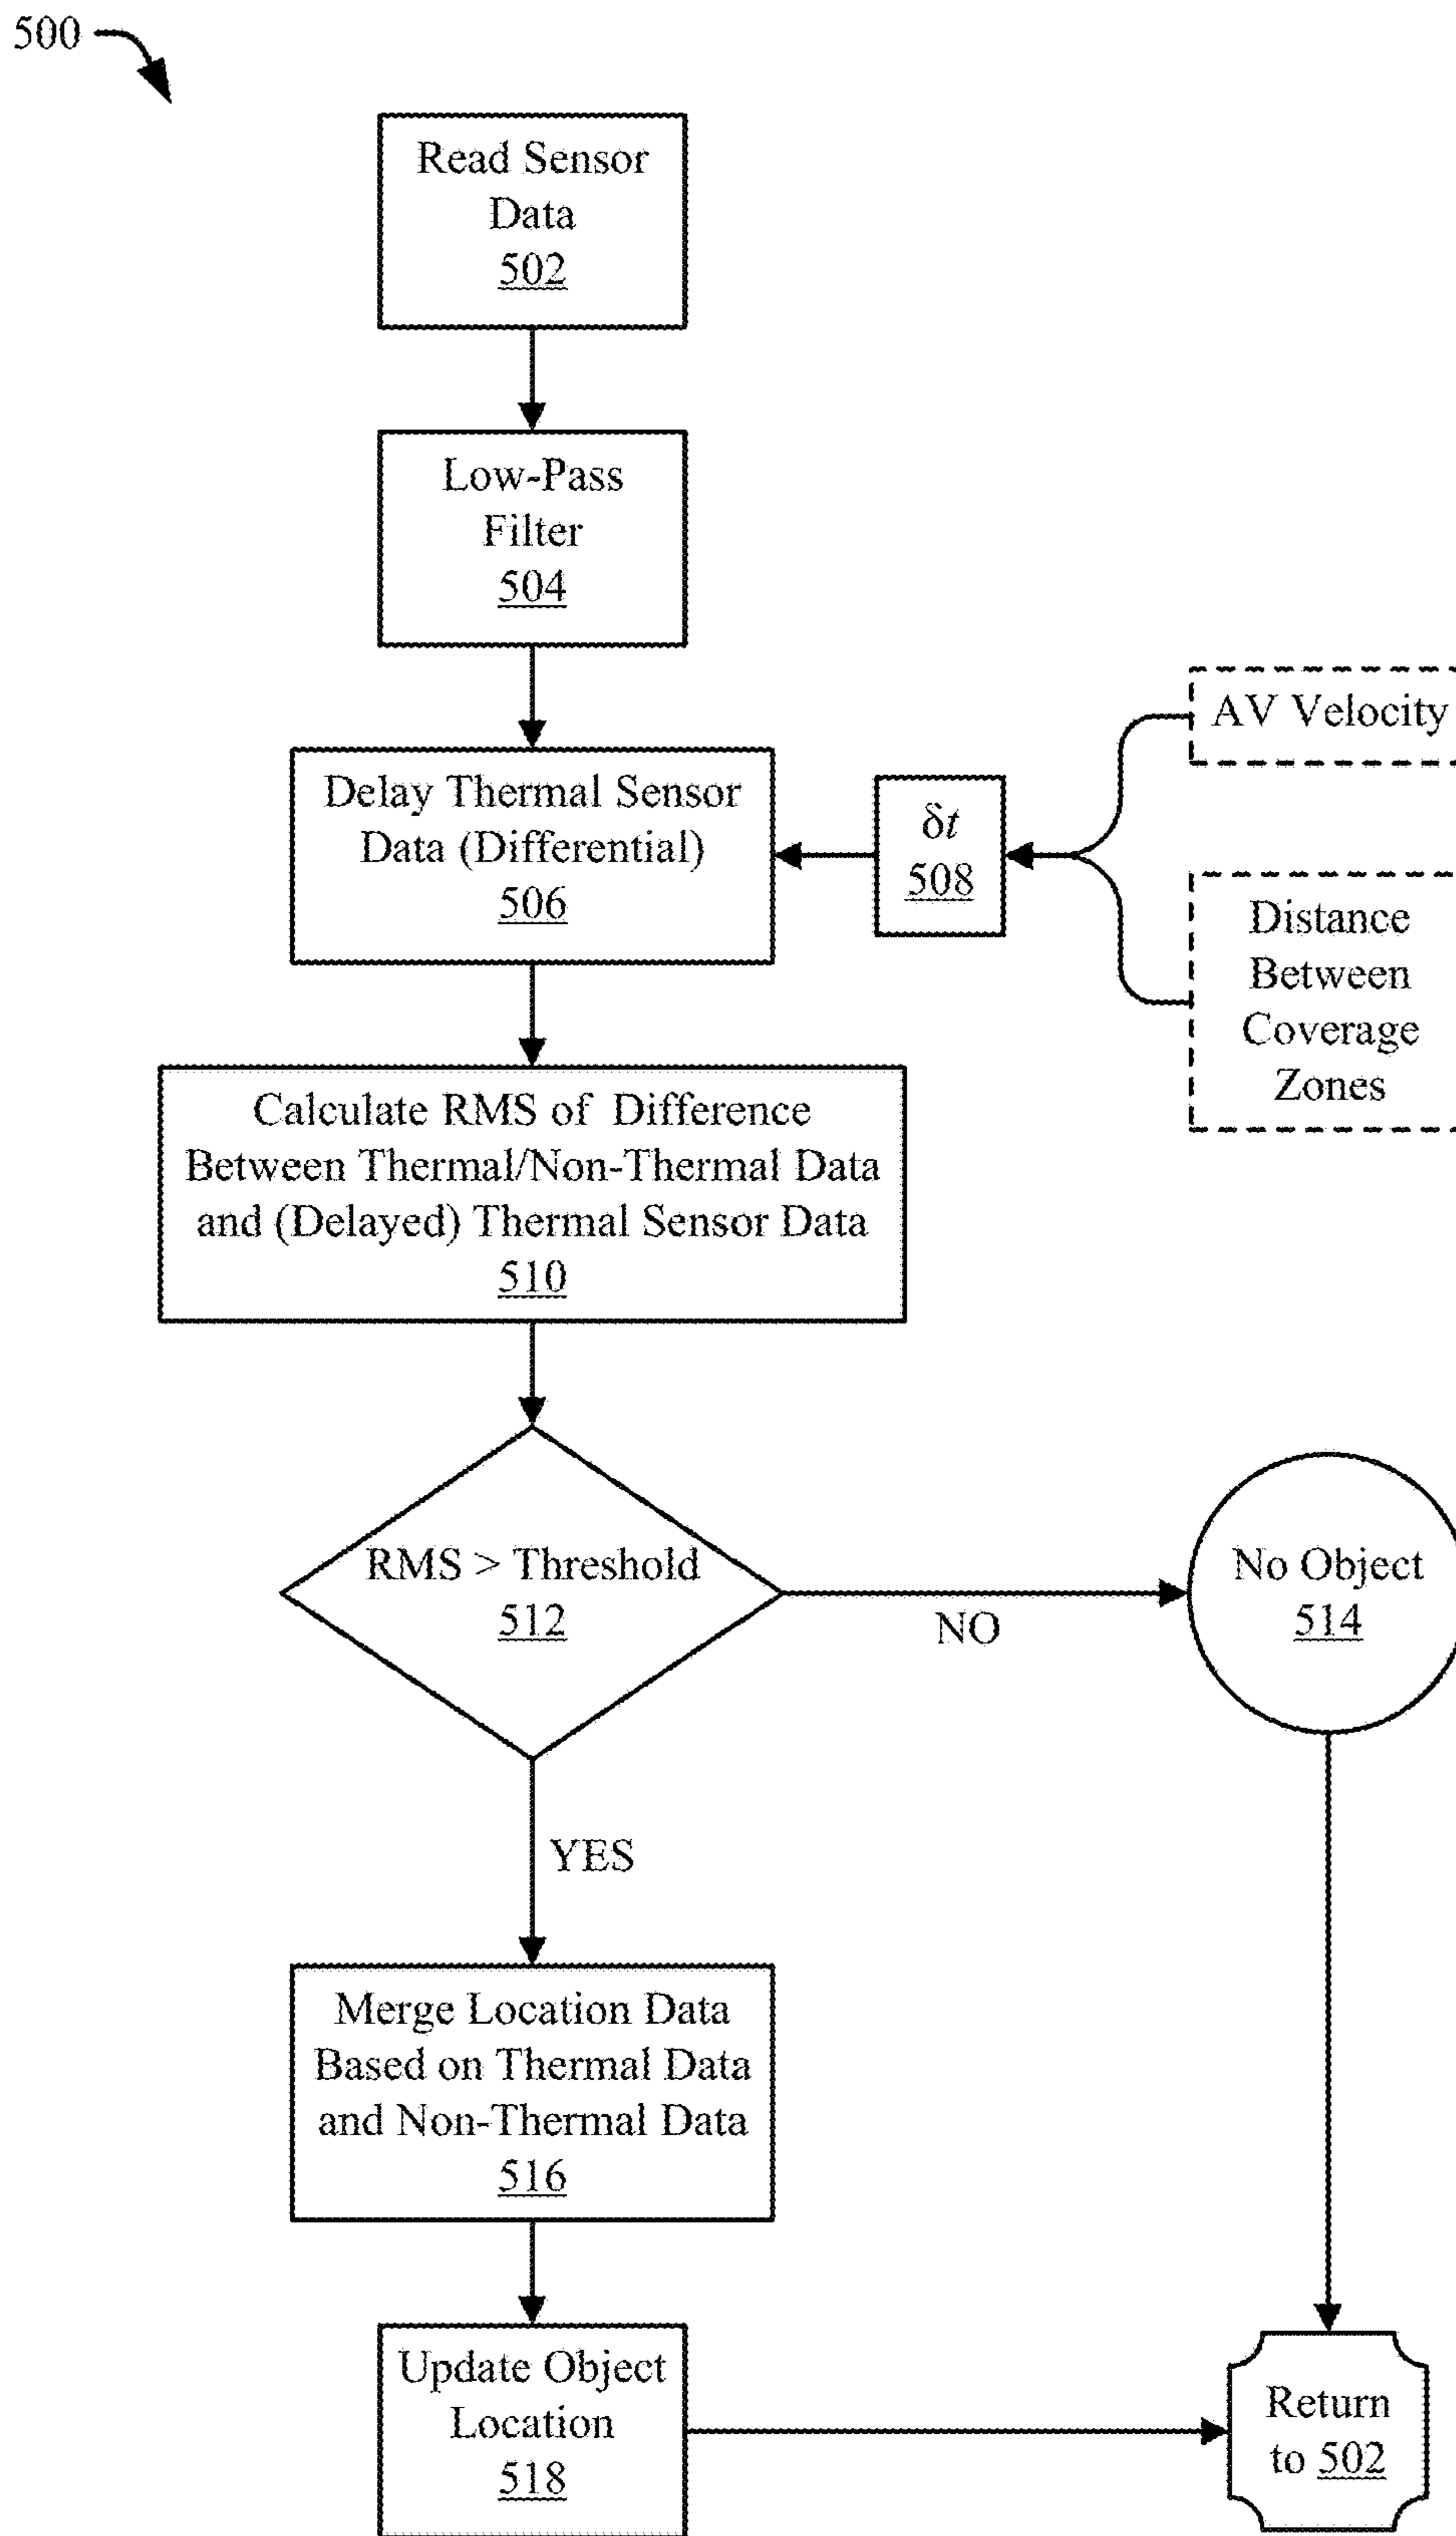 500
Read Sensor
Data
502
Low-Pass
Filter
504
Delay Thermal Sensor
Data (Differential)
506
δt
508
AV Velocity
Distance
Between
Coverage
Zones
Calculate RMS of Difference
Between Thermal/Non-Thermal Data
and (Delayed) Thermal Sensor Data
510
RMS > Threshold
512
NO
No Object
514
YES
Merge Location Data
Based on Thermal Data
and Non-Thermal Data
516
Update Object
Location
518
Return
to 502